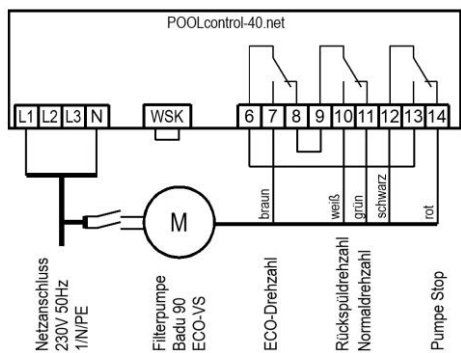 POOLcontrol-40.net
L1 L2 L3 N WSK 6 7 8 9 10 11 12 13 14
braun
weiß
grün
schwarz
rot
M
Netzanschluss
230V 50Hz
1/N/PE
Filterpumpe
Badu 90
ECO-VS
ECO-Drehzahl
Rückspüldrehzahl
Normaldrehzahl
Pumpe Stop